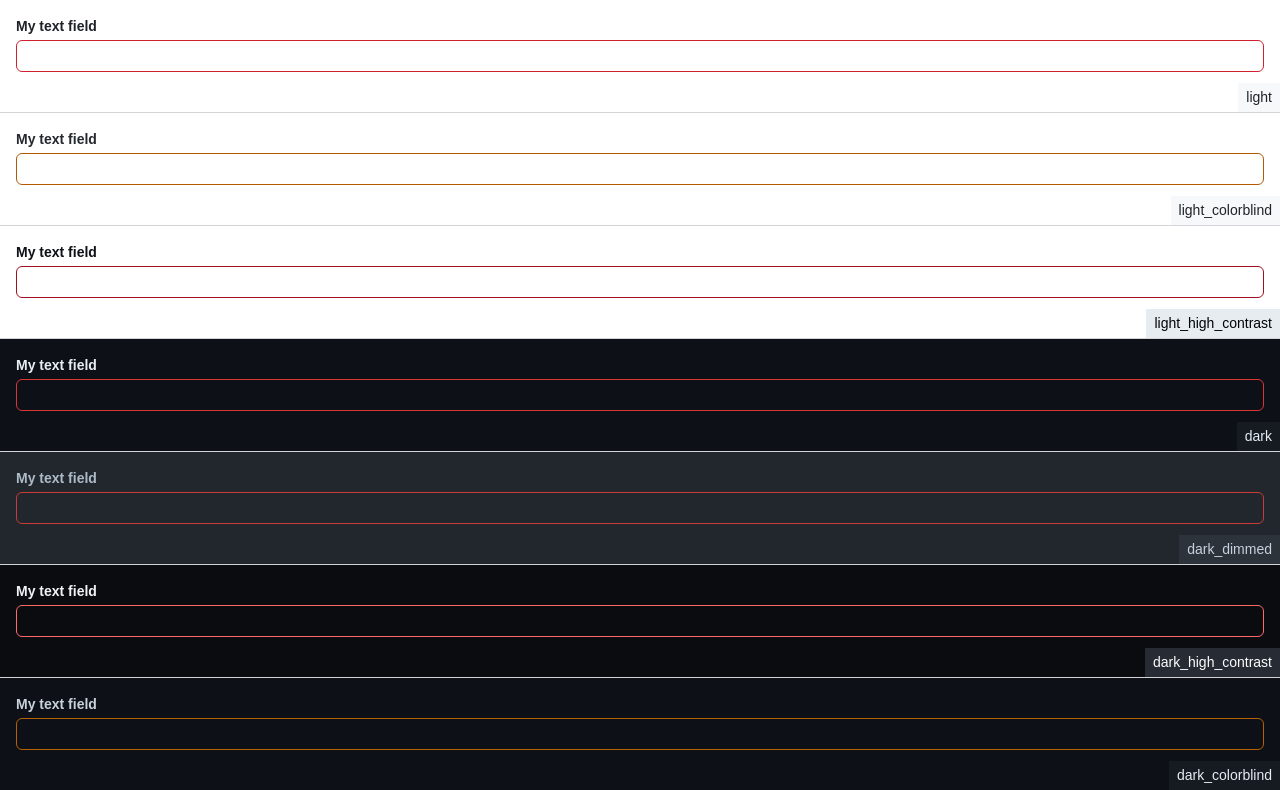 My text field
light
My text field
light_colorblind
My text field
light_high_contrast
My text field
dark
My text field
dark_dimmed
My text field
dark_high_contrast
My text field
dark_colorblind